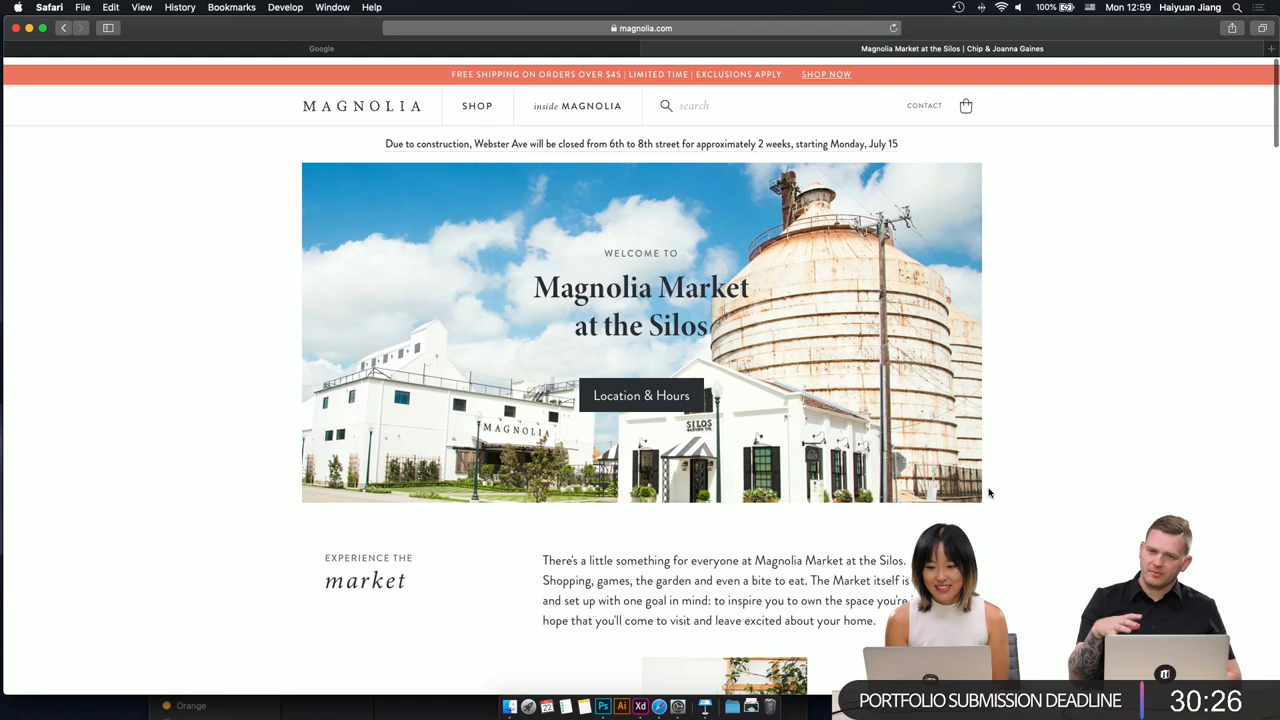 Safari File Edit View History Bookmarks Develop Window Help
100% Mon 12:59 Haiyuan Jiang
magnolia.com
Google
Magnolia Market at the Silos | Chip & Joanna Gaines
FREE SHIPPING ON ORDERS OVER $45 | LIMITED TIME | EXCLUSIONS APPLY SHOP NOW
MAGNOLIA SHOP inside MAGNOLIA search CONTACT
Due to construction, Webster Ave will be closed from 6th to 8th street for approximately 2 weeks, starting Monday, July 15
WELCOME TO
Magnolia Market
at the Silos
Location & Hours
MAGNOLIA
SILOS
BAKING CO.
EXPERIENCE THE
market
There's a little something for everyone at Magnolia Market at the Silos.
Shopping, games, the garden and even a bite to eat. The Market itself is
and set up with one goal in mind: to inspire you to own the space you're
hope that you'll come to visit and leave excited about your home.
Ps Ai Xd
Orange
PORTFOLIO SUBMISSION DEADLINE 30:26